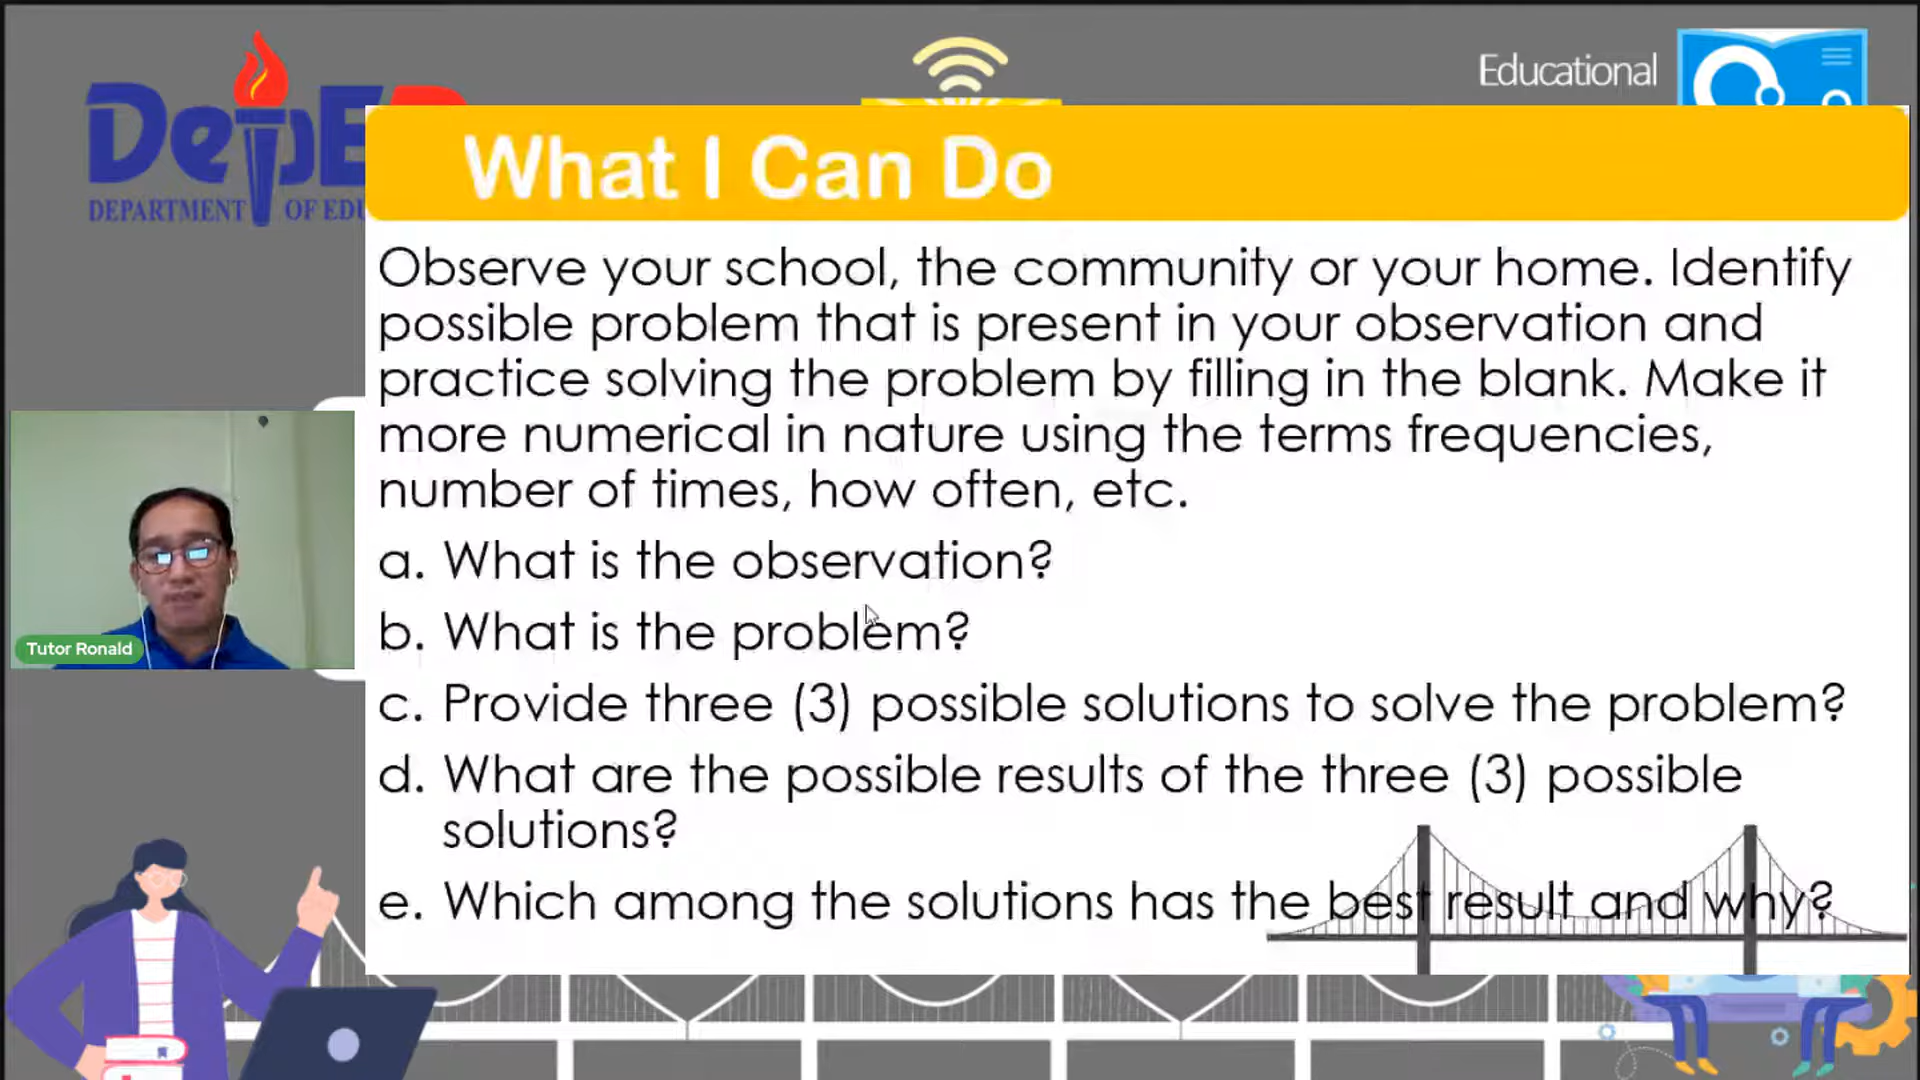 DepE
DEPARTMENT OF EDU
Educational
What I Can Do
Observe your school, the community or your home. Identify
possible problem that is present in your observation and
practice solving the problem by filling in the blank. Make it
more numerical in nature using the terms frequencies,
number of times, how often, etc.
a. What is the observation?
b. What is the problem?
c. Provide three (3) possible solutions to solve the problem?
d. What are the possible results of the three (3) possible
solutions?
e. Which among the solutions has the best result and why?
Tutor Ronald